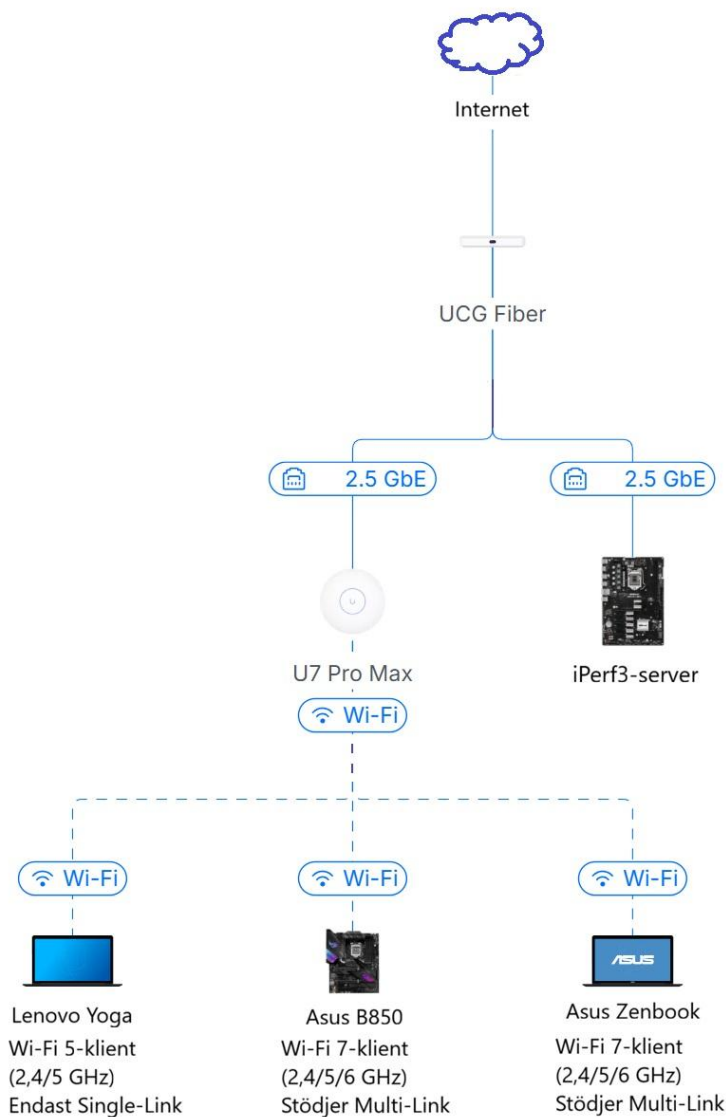 Internet
UCG Fiber
2.5 GbE
2.5 GbE
U7 Pro Max
iPerf3-server
Wi-Fi
Wi-Fi
Wi-Fi
Wi-Fi
ASUS
Lenovo Yoga
Wi-Fi 5-klient
(2,4/5 GHz)
Endast Single-Link
Asus B850
Wi-Fi 7-klient
(2,4/5/6 GHz)
Stödjer Multi-Link
Asus Zenbook
Wi-Fi 7-klient
(2,4/5/6 GHz)
Stödjer Multi-Link